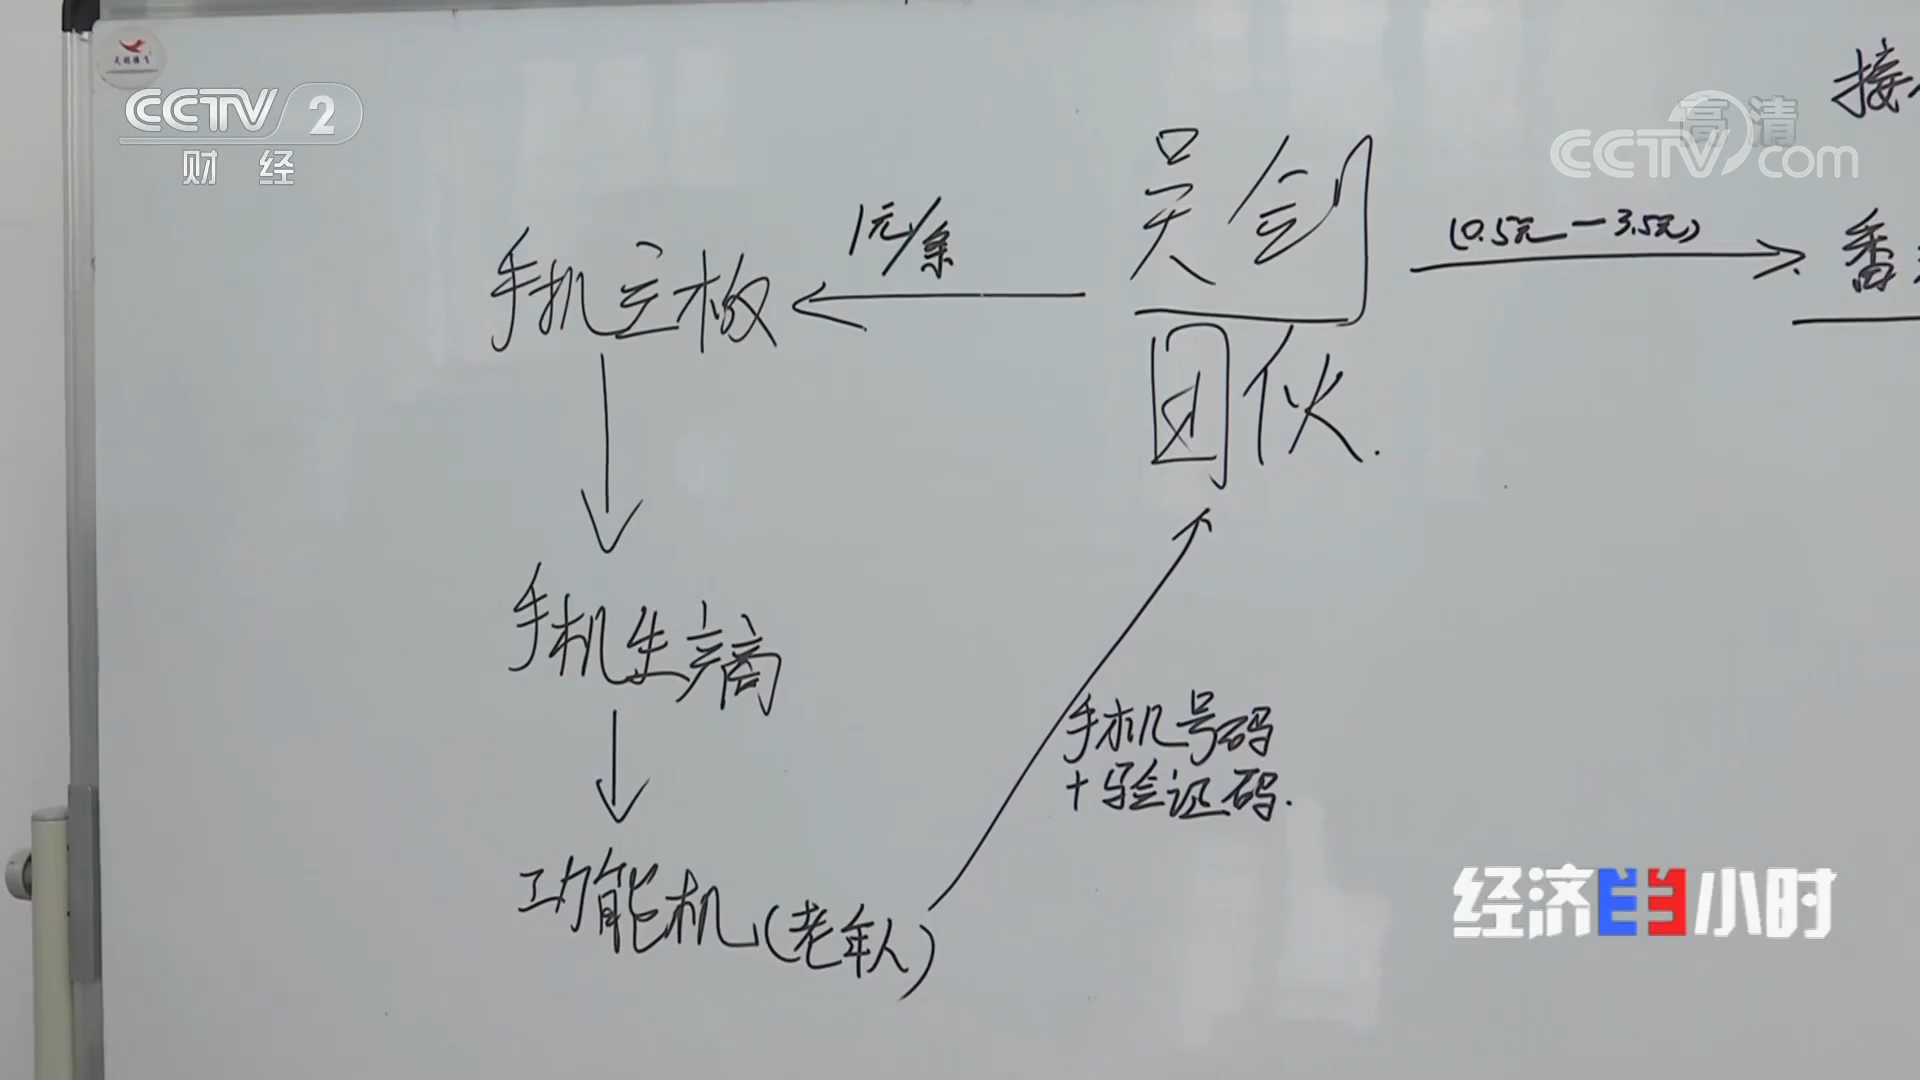 CCTV 2
财 经
高清
CCTV.com
接
吴剑
团伙.
1元/条
(0.5元-3.5元)
番
手机主板
手机生产商
手机号码
+验证码.
功能机(老年人)
经济半小时